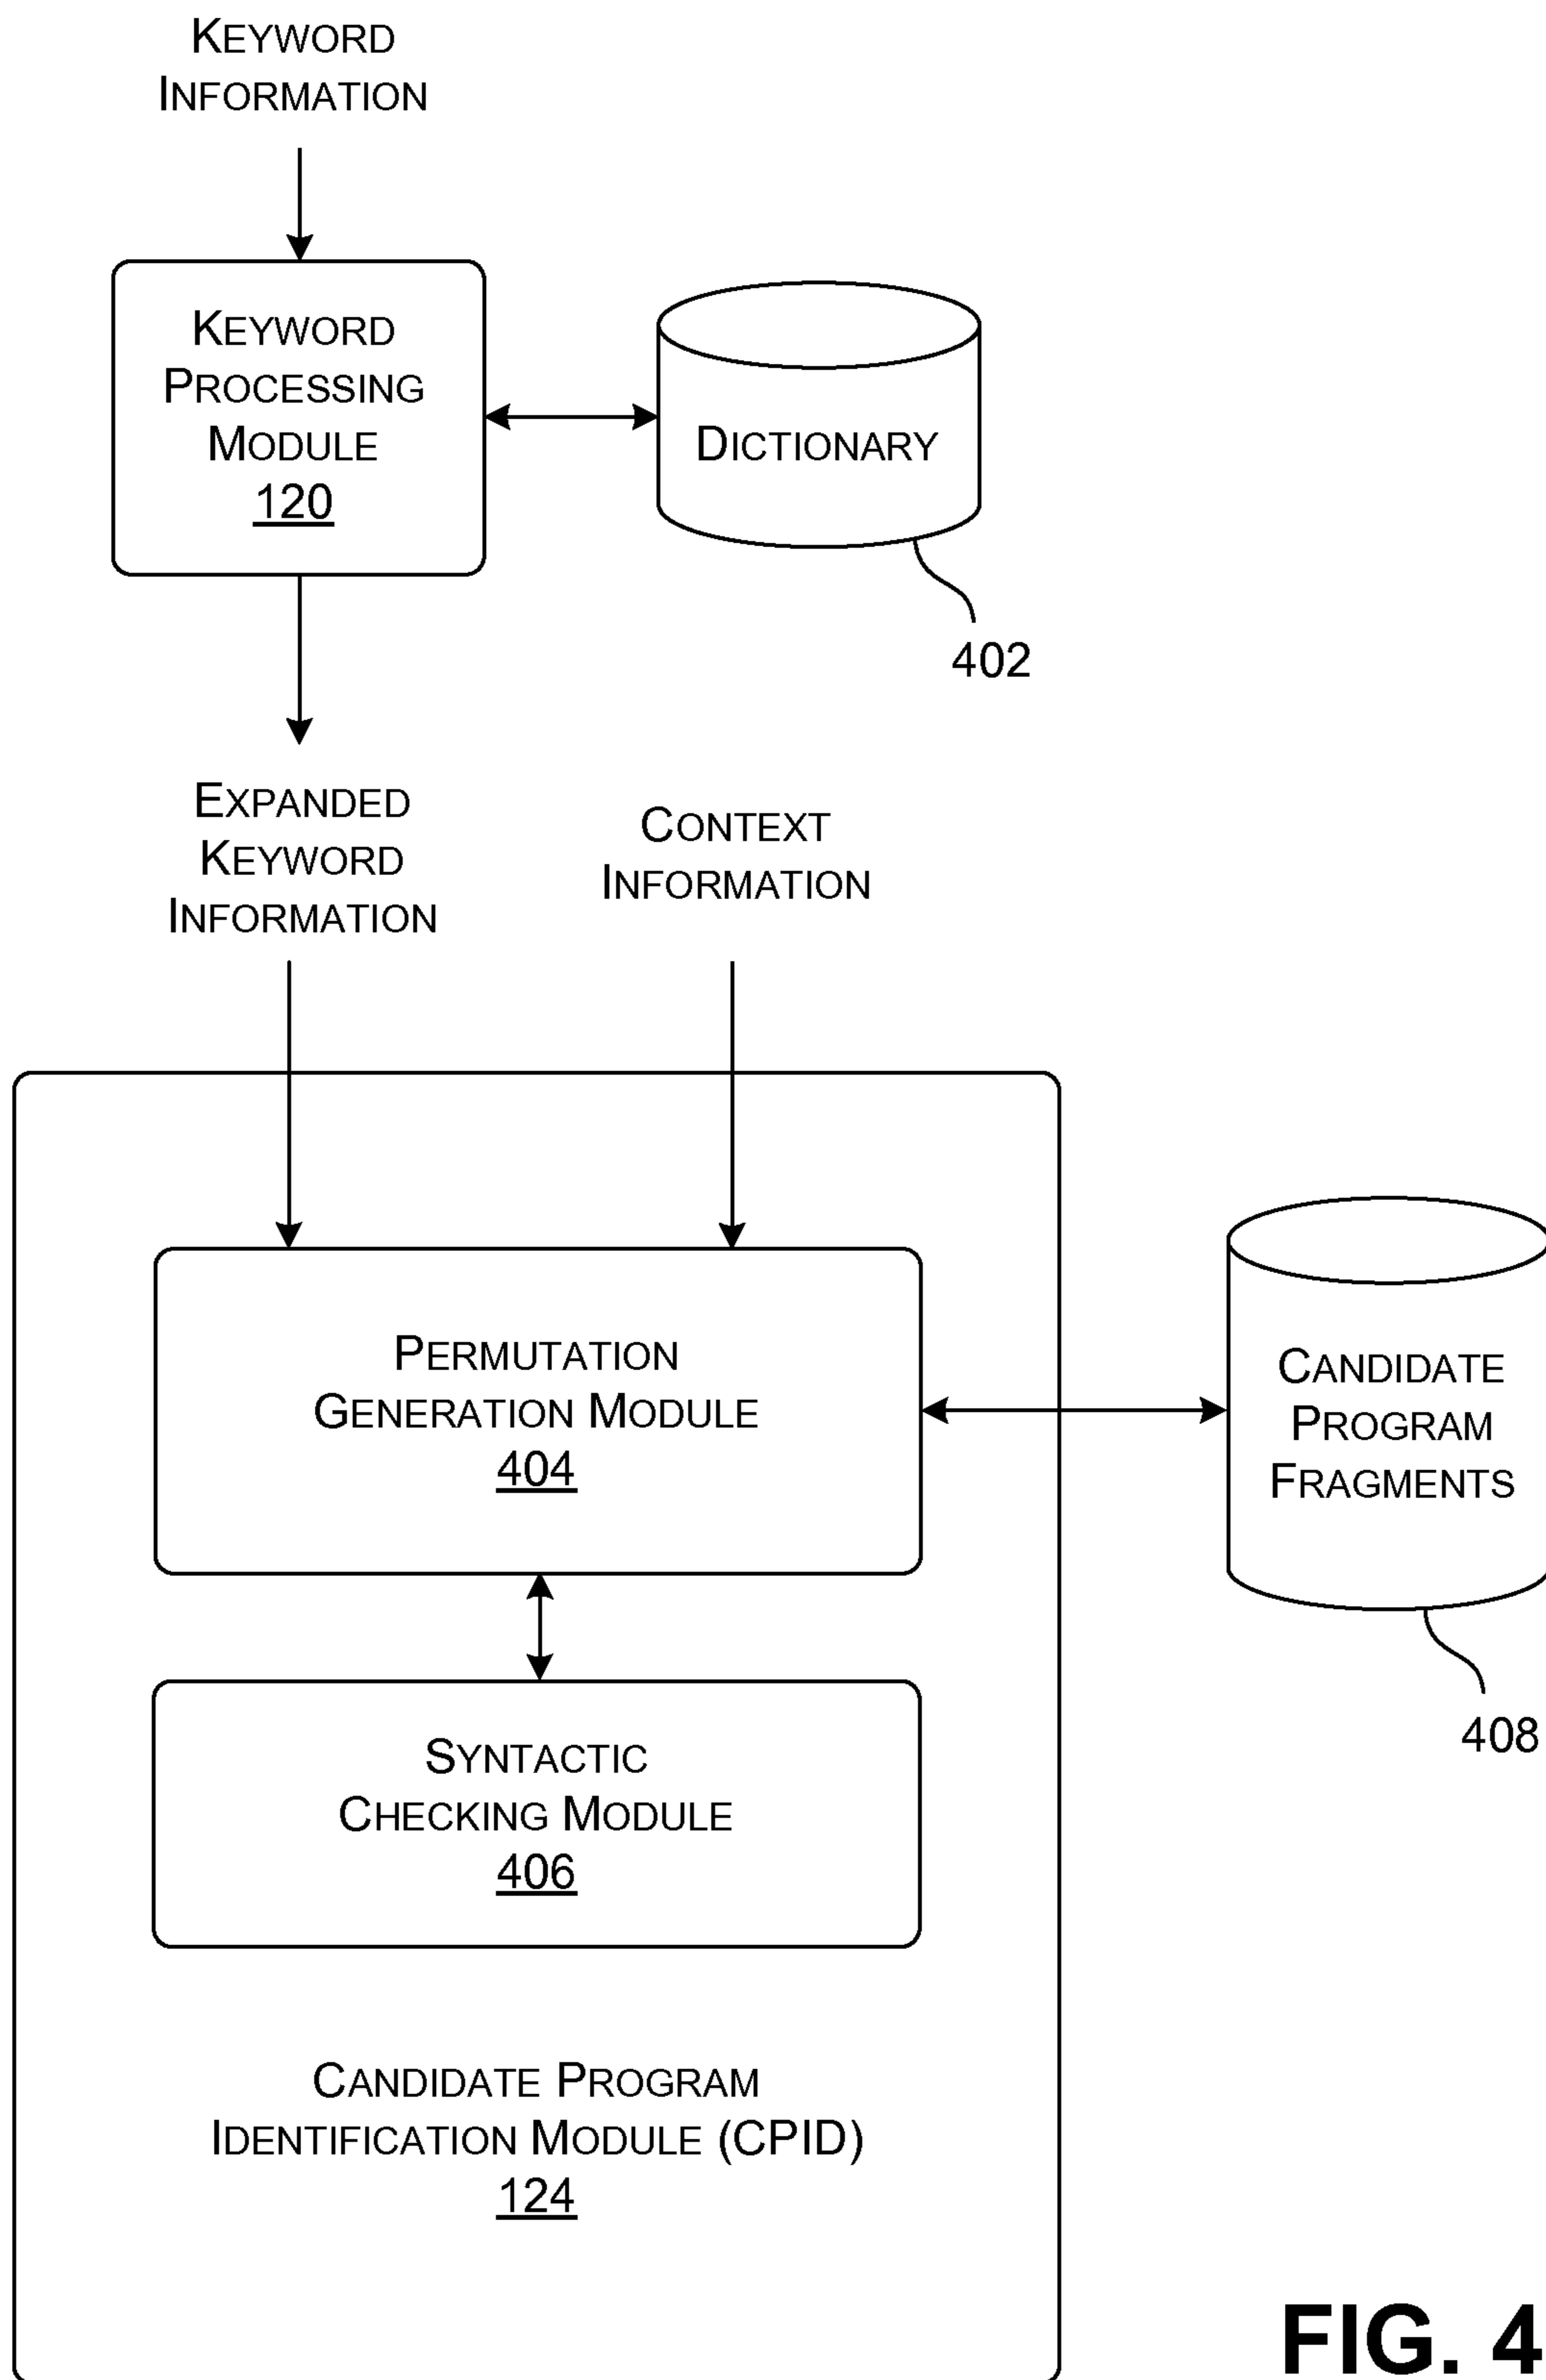 KEYWORD
INFORMATION
KEYWORD
PROCESSING
MODULE
120
DICTIONARY
402
EXPANDED
KEYWORD
INFORMATION
CONTEXT
INFORMATION
PERMUTATION
GENERATION MODULE
404
CANDIDATE
PROGRAM
FRAGMENTS
408
SYNTACTIC
CHECKING MODULE
406
CANDIDATE PROGRAM
IDENTIFICATION MODULE (CPID)
124
FIG. 4